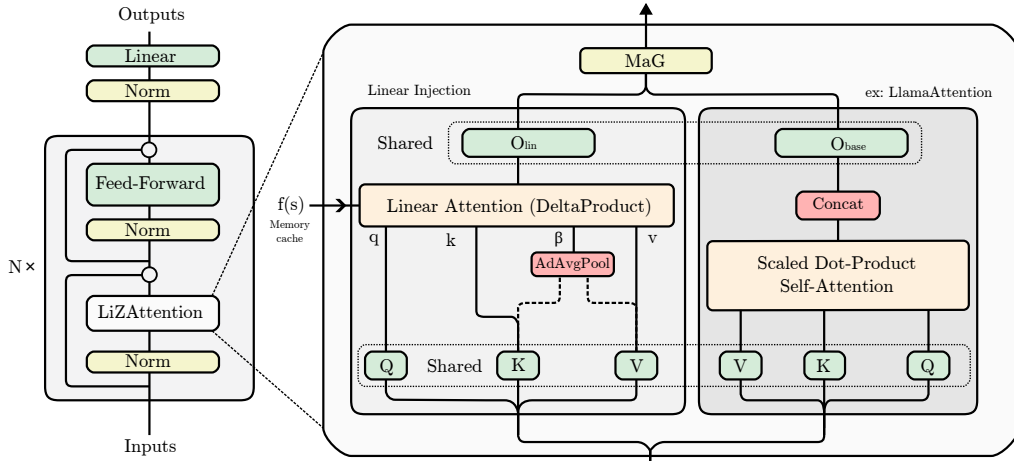 Outputs
Linear
Norm
Feed-Forward
Norm
N×
LiZAttention
Norm
Inputs
MaG
Linear Injection
ex: LlamaAttention
Shared
Olin
Obase
f(s)
Memory
cache
Linear Attention (DeltaProduct)
Concat
q
k
β
v
AdAvgPool
Scaled Dot-Product
Self-Attention
Q
K
V
Shared
V
K
Q